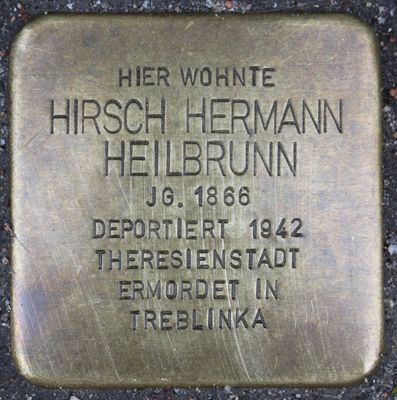 HIER WOHNTE
HIRSCH HERMANN
HEILBRUNN
JG. 1866
DEPORTIERT 1942
THERESIENSTADT
ERMORDET IN
TREBLINKA